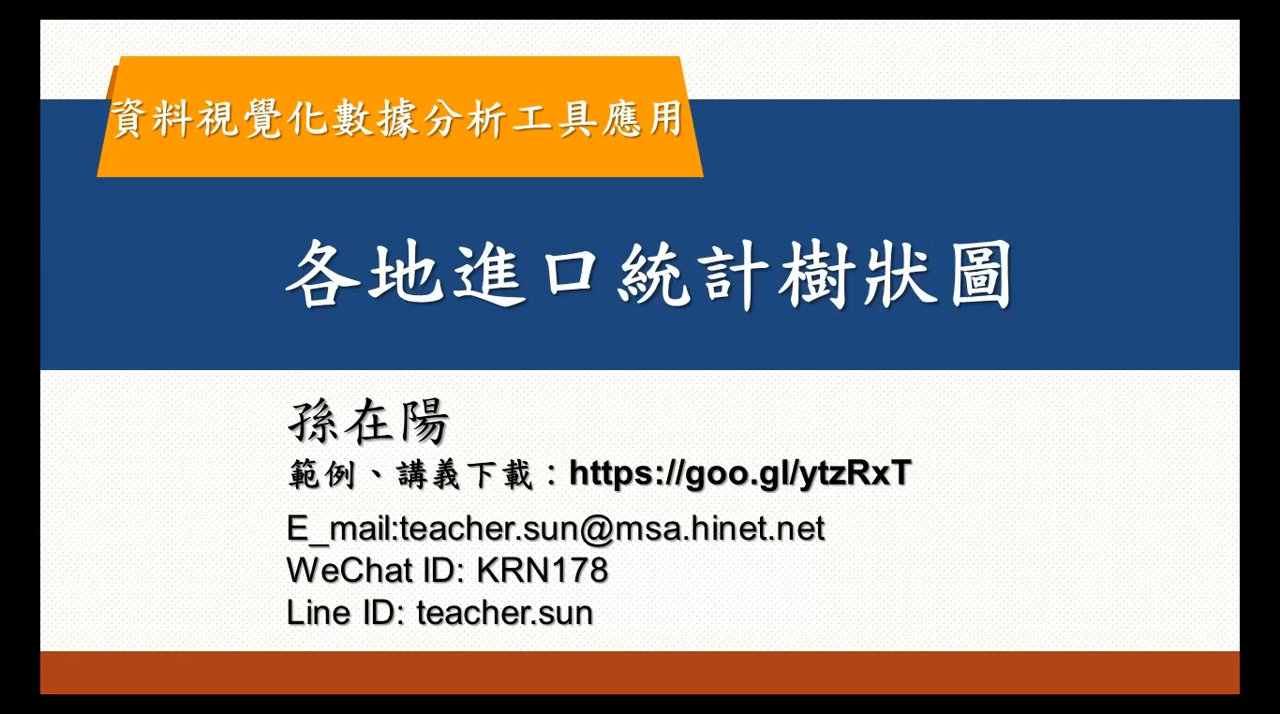 資料視覺化數據分析工具應用
各地進口統計樹狀圖
孫在陽
範例、講義下載：https://goo.gl/ytzRxT
E_mail:teacher.sun@msa.hinet.net
WeChat ID: KRN178
Line ID: teacher.sun